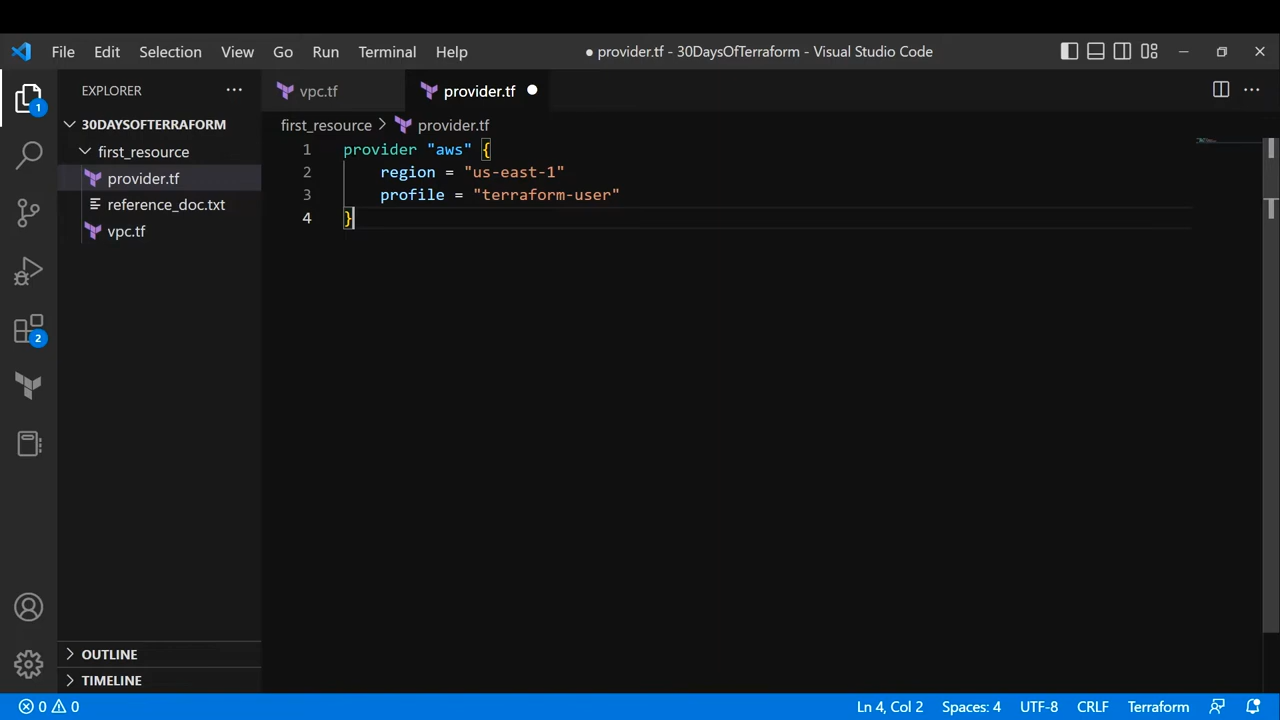 File Edit Selection View Go Run Terminal Help
● provider.tf - 30DaysOfTerraform - Visual Studio Code
EXPLORER ...
vpc.tf
provider.tf
30DAYSOFTERRAFORM
first_resource
provider.tf
reference_doc.txt
vpc.tf
first_resource > provider.tf
1 provider "aws" {
2 region = "us-east-1"
3 profile = "terraform-user"
4 }
1
2
OUTLINE
TIMELINE
0 0
Ln 4, Col 2
Spaces: 4
UTF-8
CRLF
Terraform